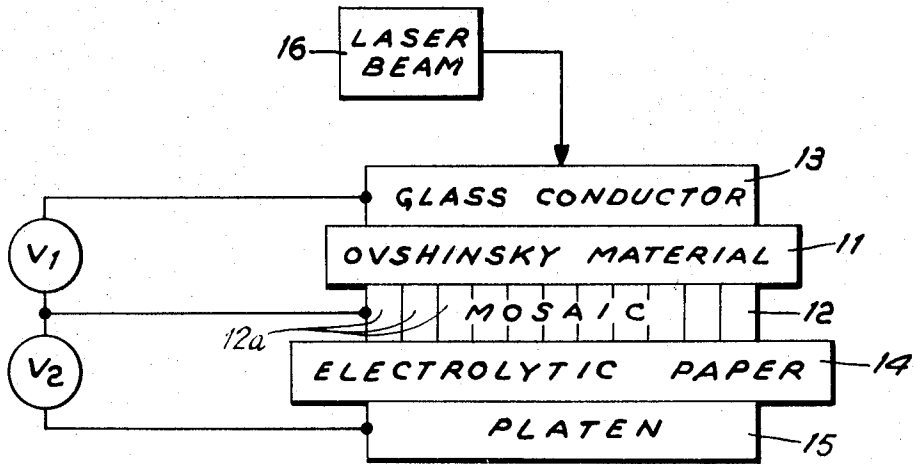 16
LASER
BEAM
13
GLASS CONDUCTOR
11
OVSHINSKY MATERIAL
V1
12a
MOSAIC
12
V2
ELECTROLYTIC PAPER
14
PLATEN
15